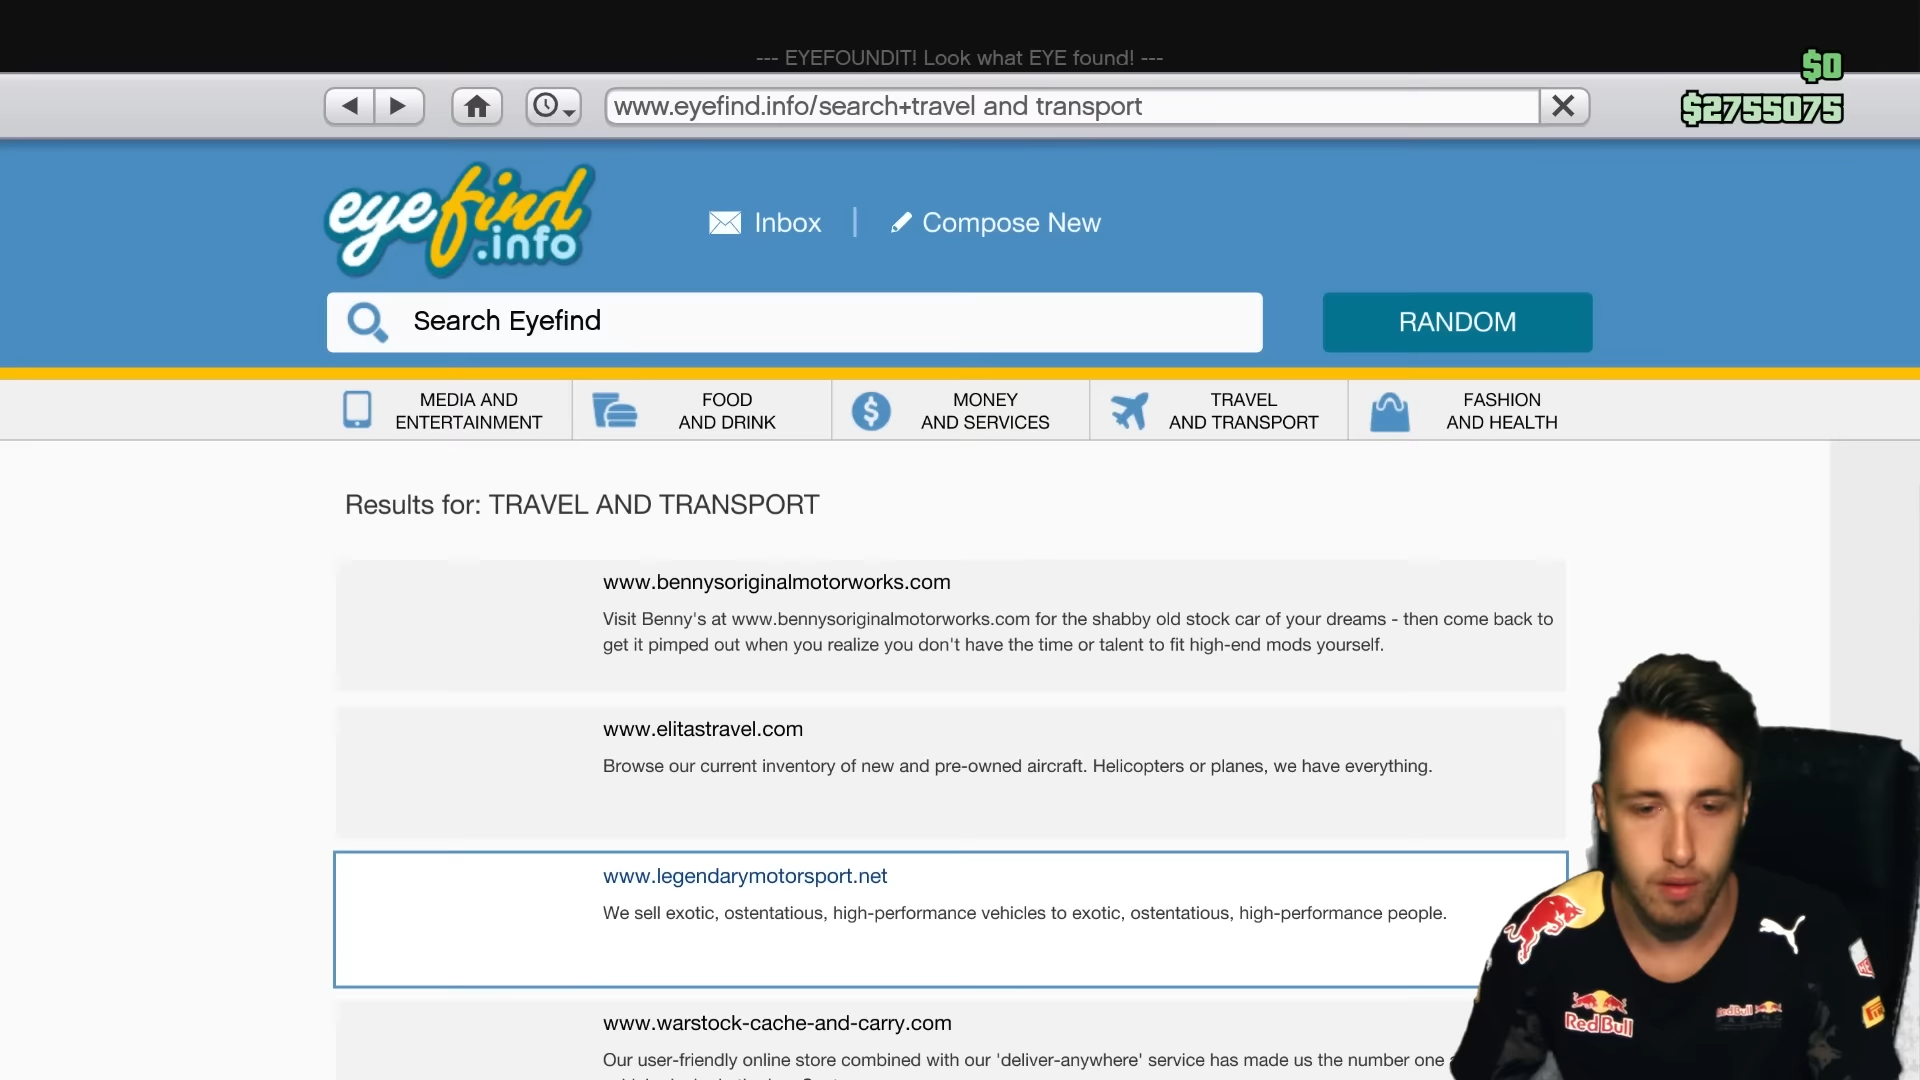 --- EYEFOUNDIT! Look what EYE found! ---
$0
www.eyefind.info/search+travel and transport
$2755075
eyefind
.info
Inbox
Compose New
Search Eyefind
RANDOM
MEDIA AND
ENTERTAINMENT
FOOD
AND DRINK
MONEY
AND SERVICES
TRAVEL
AND TRANSPORT
FASHION
AND HEALTH
Results for: TRAVEL AND TRANSPORT
www.bennysoriginalmotorworks.com
Visit Benny's at www.bennysoriginalmotorworks.com for the shabby old stock car of your dreams - then come back to
get it pimped out when you realize you don't have the time or talent to fit high-end mods yourself.
www.elitastravel.com
Browse our current inventory of new and pre-owned aircraft. Helicopters or planes, we have everything.
www.legendarymotorsport.net
We sell exotic, ostentatious, high-performance vehicles to exotic, ostentatious, high-performance people.
www.warstock-cache-and-carry.com
Our user-friendly online store combined with our 'deliver-anywhere' service has made us the number one
Red Bull
Red Bull